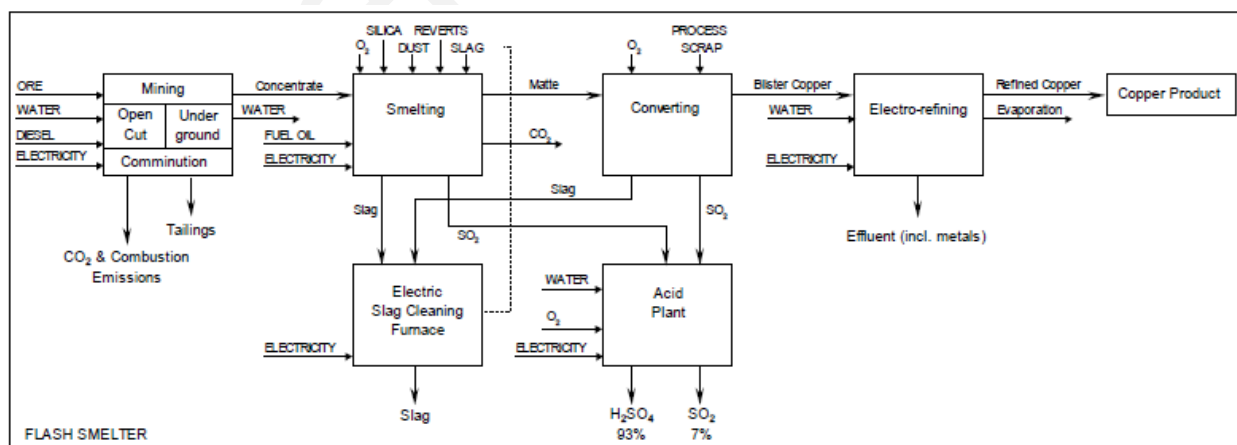 SILICA REVERTS
O₂ DUST SLAG
O₂
PROCESS
SCRAP
ORE
WATER
DIESEL
ELECTRICITY
Mining
Open
Cut
Under
ground
Comminution
Concentrate
WATER
FUEL OIL
ELECTRICITY
Smelting
Matte
CO₂
Converting
Blister Copper
WATER
ELECTRICITY
Electro-refining
Refined Copper
Evaporation
Copper Product
Tailings
CO₂ & Combustion
Emissions
Slag
SO₂
Slag
SO₂
Effluent (incl. metals)
Electric
Slag Cleaning
Furnace
ELECTRICITY
WATER
O₂
ELECTRICITY
Acid
Plant
Slag
H₂SO₄
93%
SO₂
7%
FLASH SMELTER